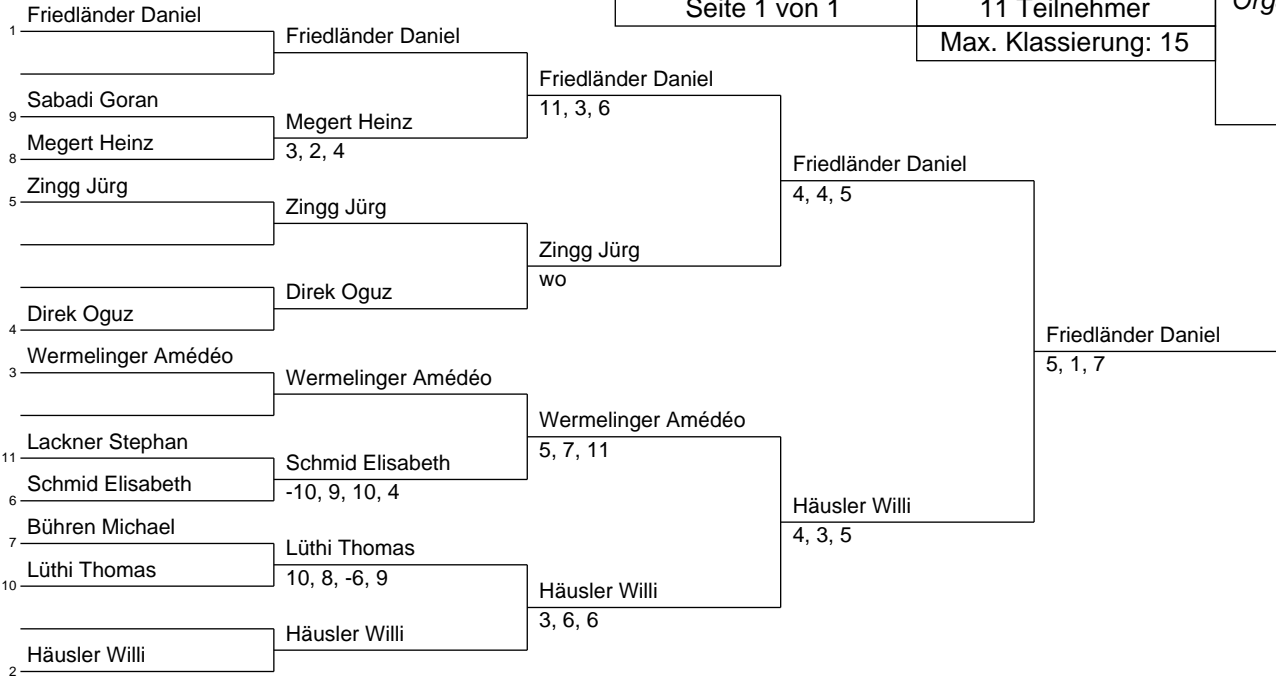 Seite 1 von 1
11 Teilnehmer
Max. Klassierung: 15
1 Friedländer Daniel
9 Sabadi Goran
8 Megert Heinz
5 Zingg Jürg
4 Direk Oguz
3 Wermelinger Amédéo
11 Lackner Stephan
6 Schmid Elisabeth
7 Bühren Michael
10 Lüthi Thomas
2 Häusler Willi
Friedländer Daniel
Megert Heinz
3, 2, 4
Zingg Jürg
Direk Oguz
Wermelinger Amédéo
Schmid Elisabeth
-10, 9, 10, 4
Lüthi Thomas
10, 8, -6, 9
Häusler Willi
Friedländer Daniel
11, 3, 6
Zingg Jürg
wo
Wermelinger Amédéo
5, 7, 11
Häusler Willi
3, 6, 6
Friedländer Daniel
4, 4, 5
Häusler Willi
4, 3, 5
Friedländer Daniel
5, 1, 7